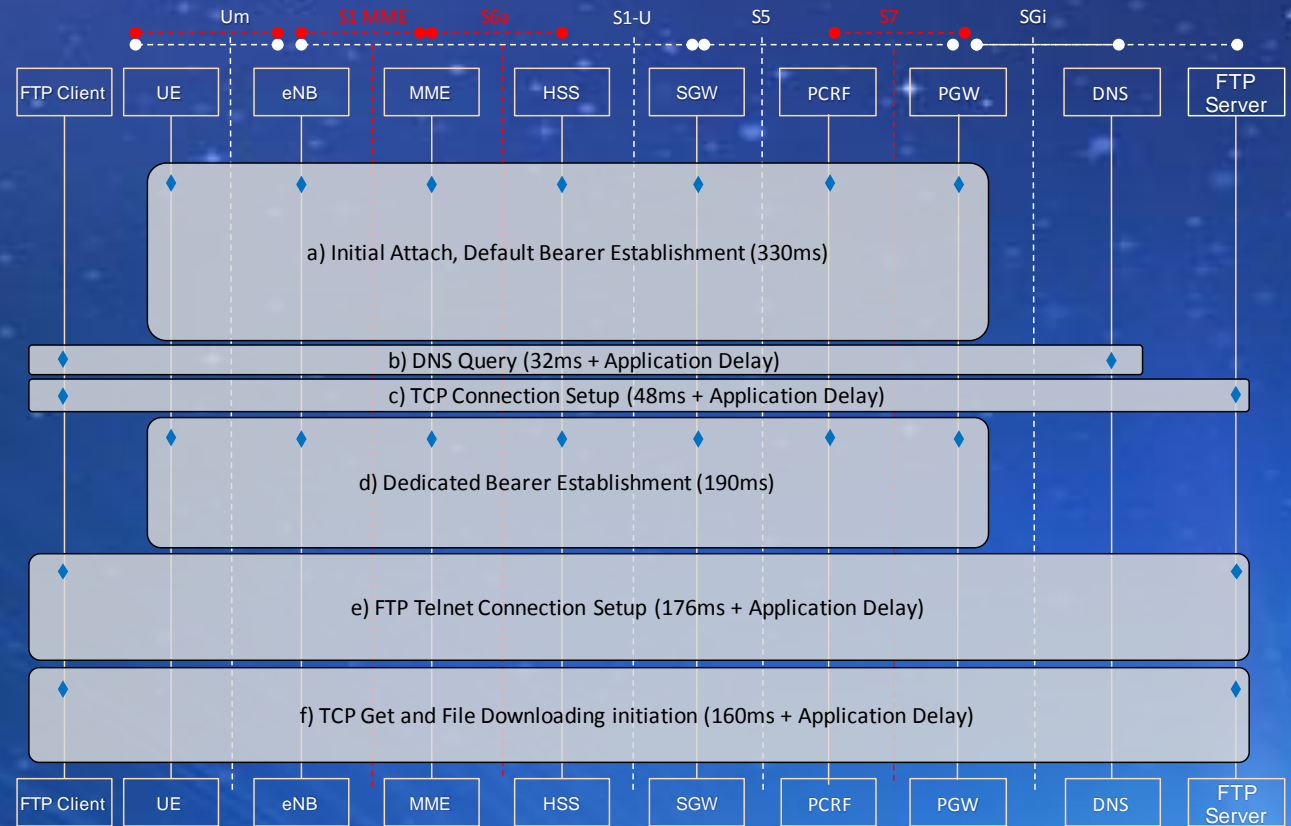 Um S1 MME S6a S1-U S5 S7 SGi
FTP Client UE eNB MME HSS SGW PCRF PGW DNS FTP
Server
a) Initial Attach, Default Bearer Establishment (330ms)
b) DNS Query (32ms + Application Delay)
c) TCP Connection Setup (48ms + Application Delay)
d) Dedicated Bearer Establishment (190ms)
e) FTP Telnet Connection Setup (176ms + Application Delay)
f) TCP Get and File Downloading initiation (160ms + Application Delay)
FTP Client UE eNB MME HSS SGW PCRF PGW DNS FTP
Server